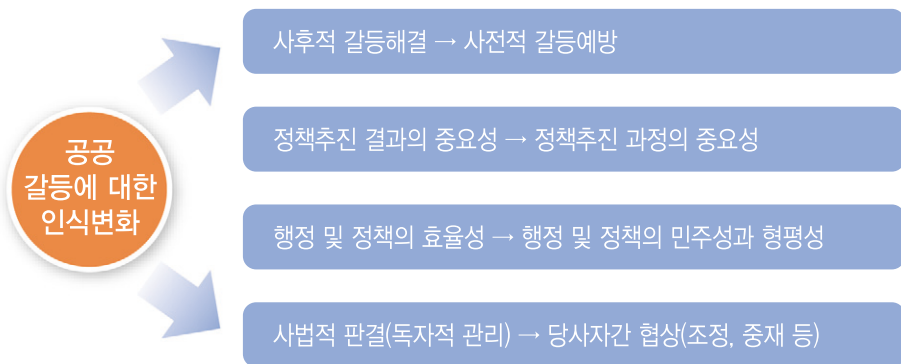 공공
갈등에 대한
인식변화
사후적 갈등해결 → 사전적 갈등예방
정책추진 결과의 중요성 → 정책추진 과정의 중요성
행정 및 정책의 효율성 → 행정 및 정책의 민주성과 형평성
사법적 판결(독자적 관리) → 당사자간 협상(조정, 중재 등)